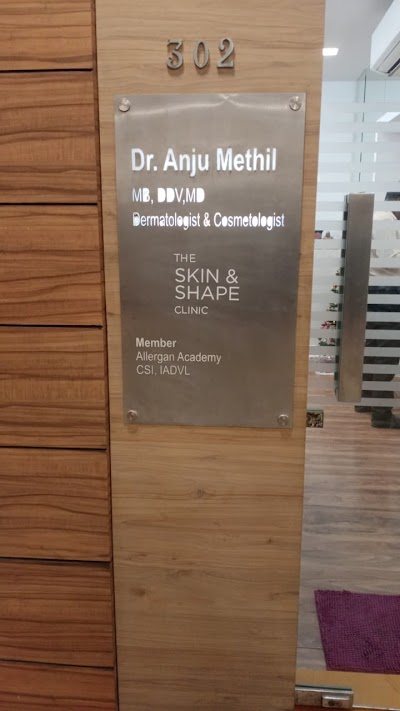 302
Dr. Anju Methil
MB, DDV,MD
Dermatologist & Cosmetologist
THE
SKIN &
SHAPE
CLINIC
Member
Allergan Academy
CSI, IADVL